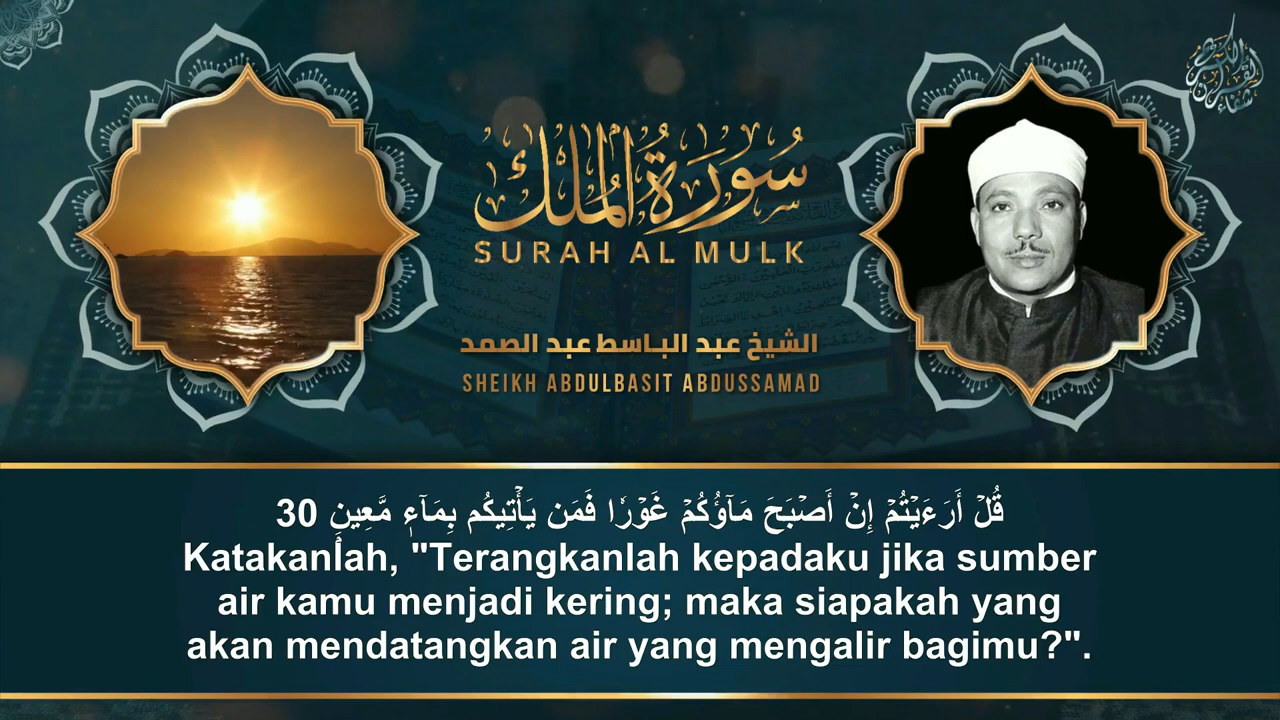 سُورَةُ الْمُلْك
SURAH AL MULK
الشيخ عبد الباسط عبد الصمد
SHEIKH ABDULBASIT ABDUSSAMAD
قُلۡ أَرَءَيۡتُمۡ إِنۡ أَصۡبَحَ مَآؤُكُمۡ غَوۡرٗا فَمَن يَأۡتِيكُم بِمَآءٖ مَّعِينِۭ 30
Katakanlah, "Terangkanlah kepadaku jika sumber
air kamu menjadi kering; maka siapakah yang
akan mendatangkan air yang mengalir bagimu?".